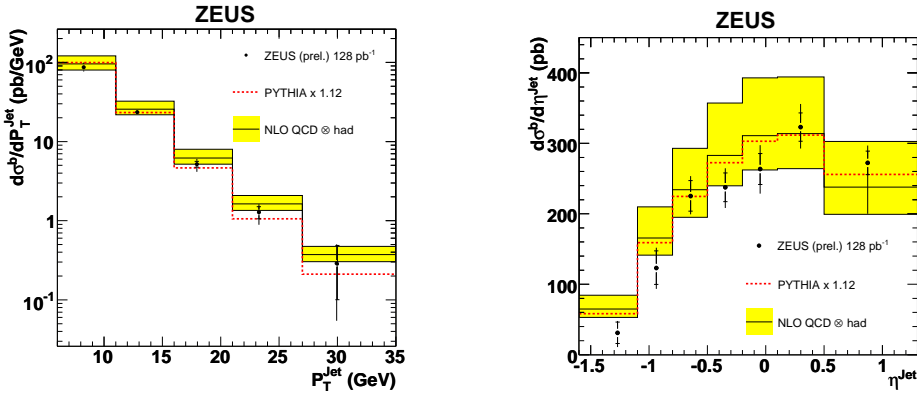 ZEUS
dσᵇ/dP_T^Jet (pb/GeV)
10²
10
1
10⁻¹
ZEUS (prel.) 128 pb⁻¹
PYTHIA x 1.12
NLO QCD ⊗ had
10 15 20 25 30 35
P_T^Jet (GeV)
ZEUS
dσᵇ/dη^Jet (pb)
400
300
200
100
0
ZEUS (prel.) 128 pb⁻¹
PYTHIA x 1.12
NLO QCD ⊗ had
-1.5 -1 -0.5 0 0.5 1
η^Jet